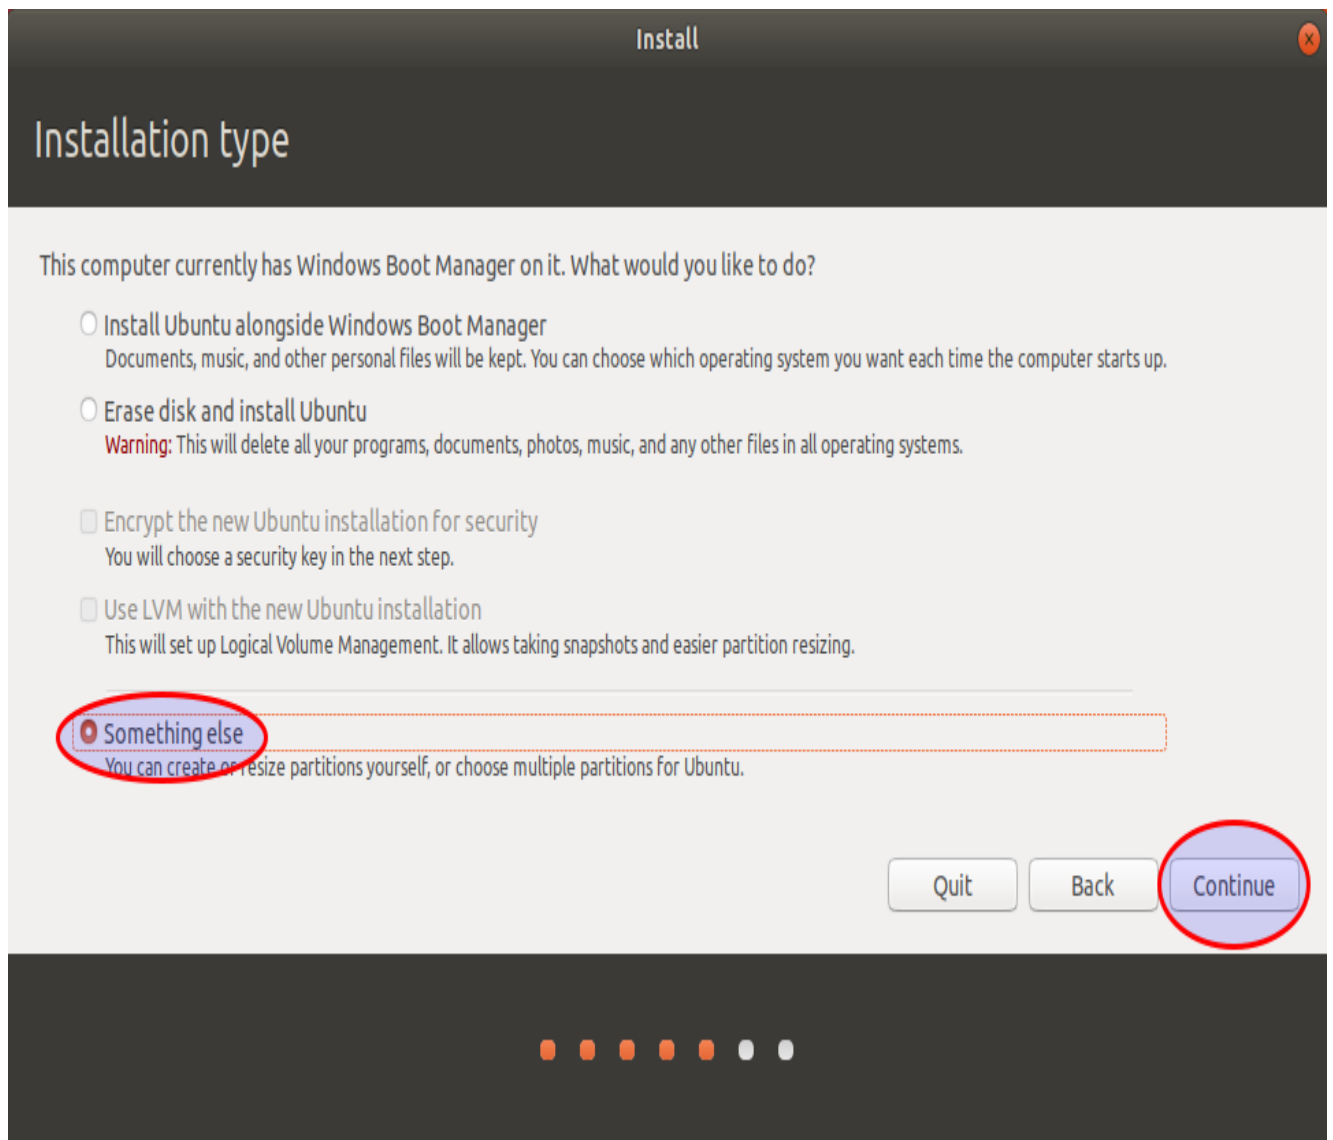 Install
Installation type
This computer currently has Windows Boot Manager on it. What would you like to do?
Install Ubuntu alongside Windows Boot Manager
Documents, music, and other personal files will be kept. You can choose which operating system you want each time the computer starts up.
Erase disk and install Ubuntu
Warning: This will delete all your programs, documents, photos, music, and any other files in all operating systems.
Encrypt the new Ubuntu installation for security
You will choose a security key in the next step.
Use LVM with the new Ubuntu installation
This will set up Logical Volume Management. It allows taking snapshots and easier partition resizing.
Something else
You can create or resize partitions yourself, or choose multiple partitions for Ubuntu.
Quit Back Continue